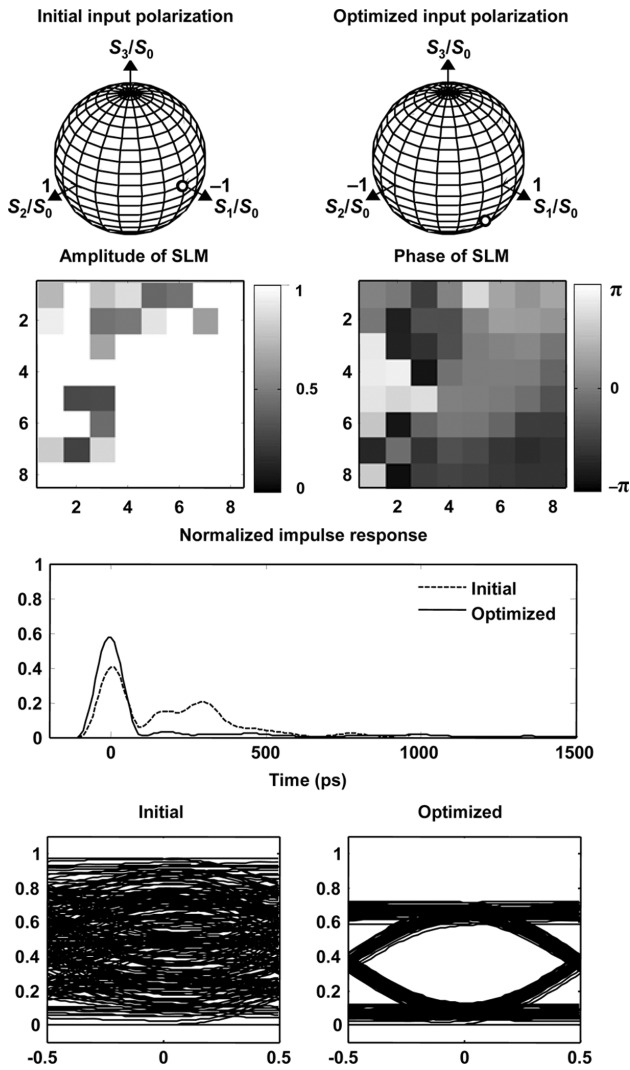 Initial input polarization
Optimized input polarization
S3/S0
S3/S0
1
–1
–1
1
S2/S0
S1/S0
S2/S0
S1/S0
Amplitude of SLM
Phase of SLM
2
4
6
8
2 4 6 8
1
0.5
0
2
4
6
8
2 4 6 8
π
0
–π
Normalized impulse response
1
0.8
0.6
0.4
0.2
0
Initial
Optimized
0 500 1000 1500
Time (ps)
Initial
Optimized
1
0.8
0.6
0.4
0.2
0
-0.5 0 0.5
1
0.8
0.6
0.4
0.2
0
-0.5 0 0.5